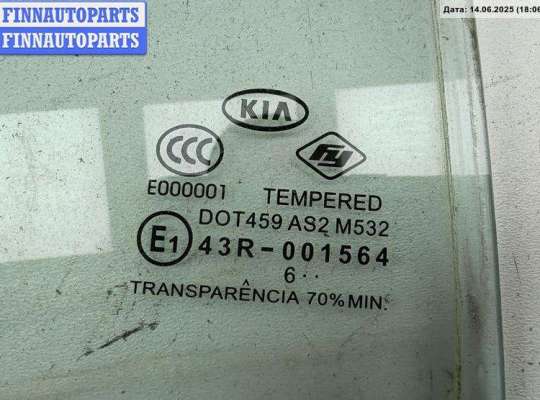 FINNAUTOPARTS
FINNAUTOPARTS
Дата: 14.06.2025 (18:06
KIA
CCC
FY
E000001 TEMPERED
DOT459 AS2 M532
E1 43R-001564
6··
TRANSPARÊNCIA 70% MIN.